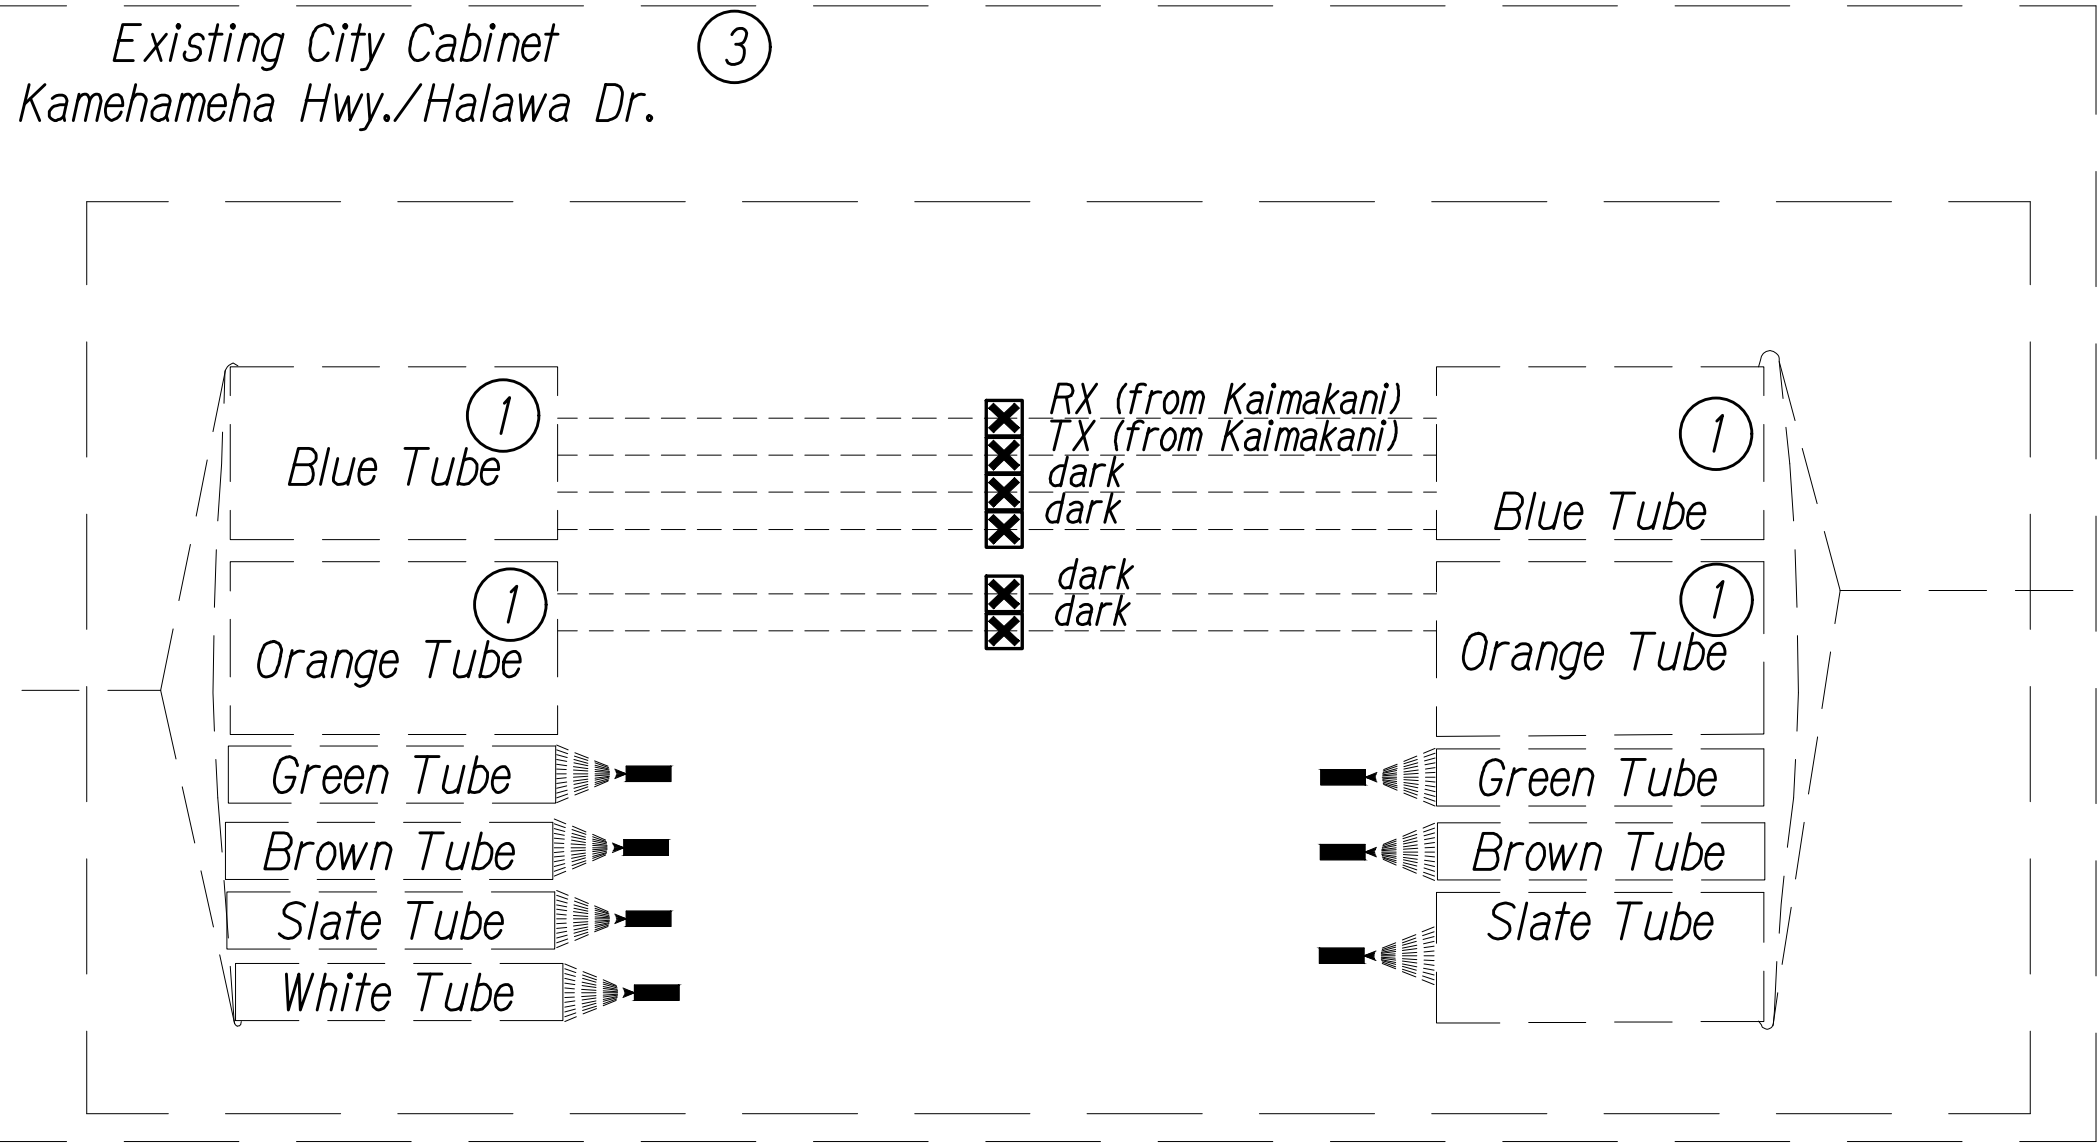 Existing City Cabinet
3
Kamehameha Hwy./Halawa Dr.
1
Blue Tube
RX (from Kaimakani)
TX (from Kaimakani)
dark
dark
1
Blue Tube
1
Orange Tube
dark
dark
1
Orange Tube
Green Tube
Brown Tube
Slate Tube
White Tube
Green Tube
Brown Tube
Slate Tube